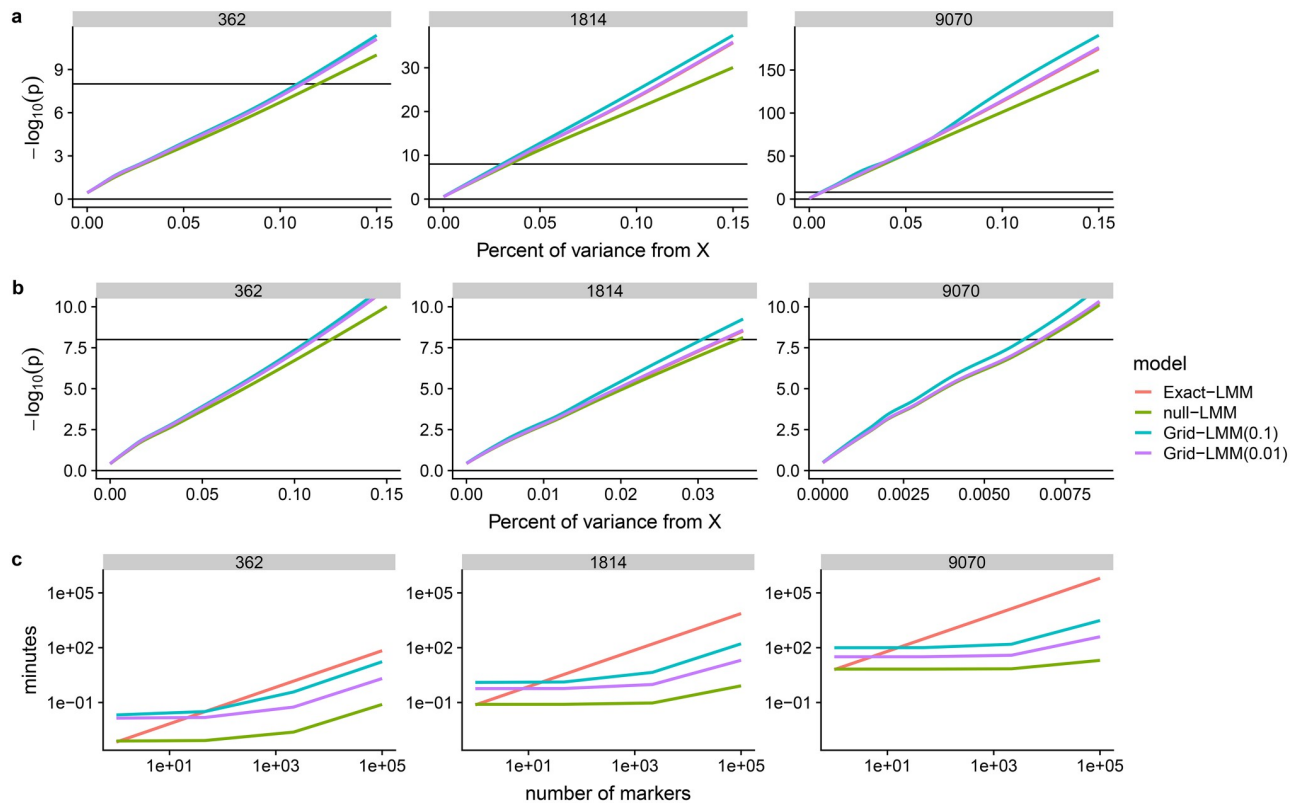 a
362
1814
9070
−log10(p)
9
6
3
0
30
20
10
0
150
100
50
0
0.00 0.05 0.10 0.15
0.00 0.05 0.10 0.15
0.00 0.05 0.10 0.15
Percent of variance from X
b
362
1814
9070
−log10(p)
10.0
7.5
5.0
2.5
0.0
10.0
7.5
5.0
2.5
0.0
10.0
7.5
5.0
2.5
0.0
0.00 0.05 0.10 0.15
0.00 0.01 0.02 0.03
0.0000 0.0025 0.0050 0.0075
Percent of variance from X
model
Exact−LMM
null−LMM
Grid−LMM(0.1)
Grid−LMM(0.01)
c
362
1814
9070
minutes
1e+05
1e+02
1e−01
1e+05
1e+02
1e−01
1e+05
1e+02
1e−01
1e+01 1e+03 1e+05
1e+01 1e+03 1e+05
1e+01 1e+03 1e+05
number of markers